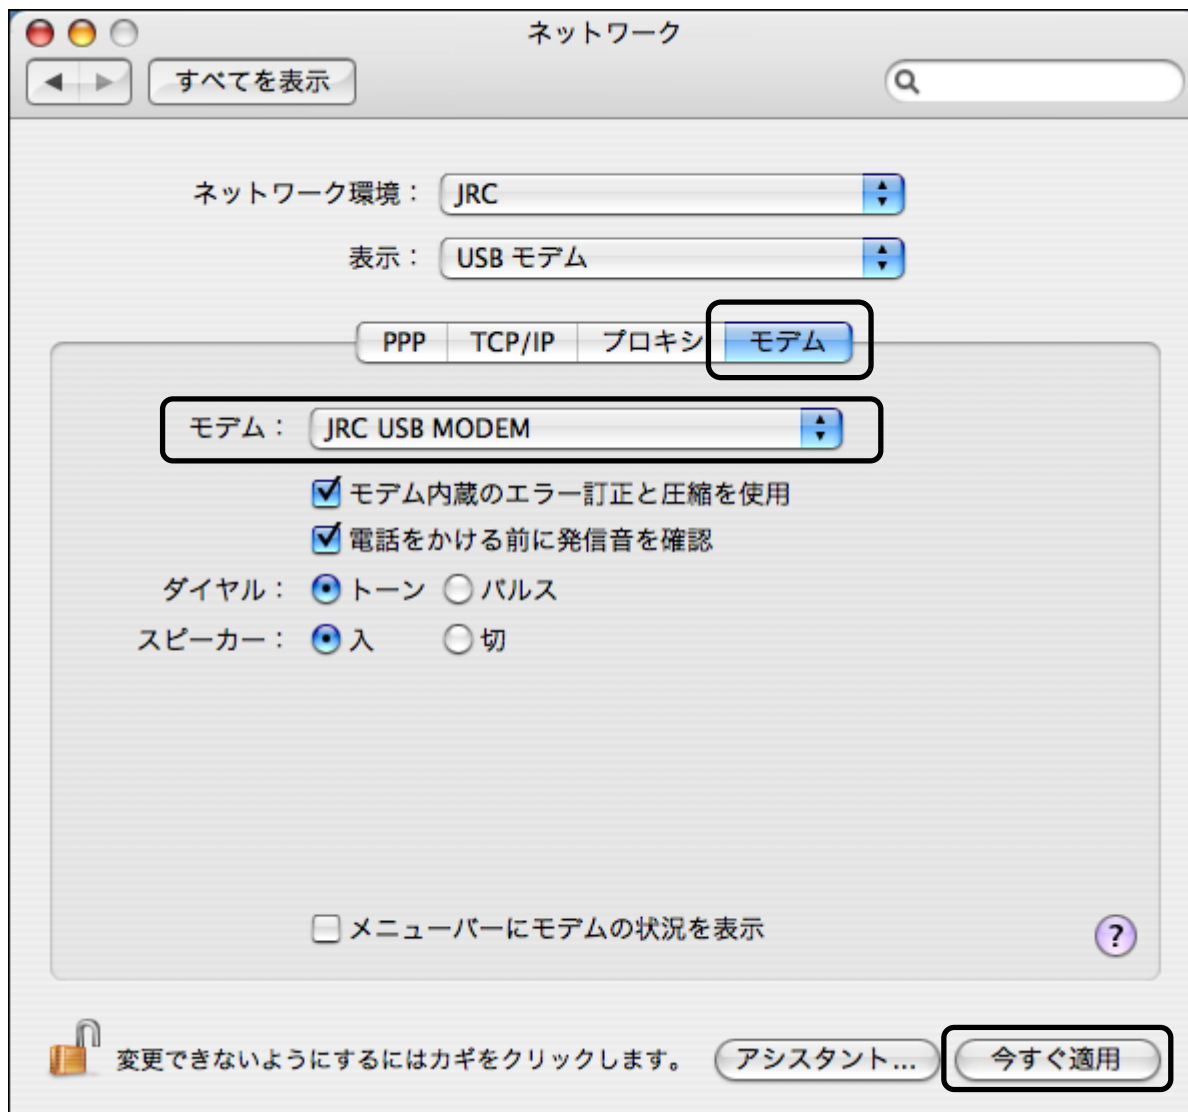 ネットワーク
すべてを表示
ネットワーク環境： JRC
表示： USB モデム
PPP TCP/IP プロキシ モデム
モデム： JRC USB MODEM
モデム内蔵のエラー訂正と圧縮を使用
電話をかける前に発信音を確認
ダイヤル： トーン パルス
スピーカー： 入 切
メニューバーにモデムの状況を表示
?
変更できないようにするにはカギをクリックします。 アシスタント... 今すぐ適用